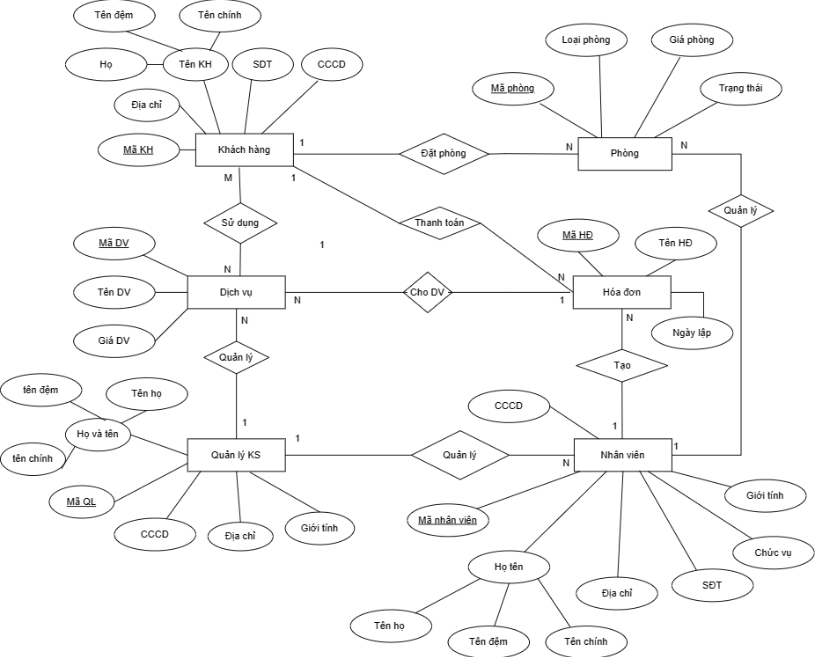 Tên đệm
Tên chính
Họ
Tên KH
SDT
CCCD
Địa chỉ
Mã KH
Khách hàng
Loại phòng
Giá phòng
Mã phòng
Trạng thái
1
Đặt phòng
N
Phòng
N
M
1
Sử dụng
Thanh toán
Quản lý
Mã DV
1
Mã HĐ
Tên HĐ
N
N
Tên DV
Dịch vụ
N
Cho DV
1
Hóa đơn
Giá DV
N
N
Ngày lập
Quản lý
Tạo
tên đệm
Tên họ
CCCD
Họ và tên
1
1
tên chính
Quản lý KS
1
Quản lý
N
Nhân viên
1
Mã QL
CCCD
Địa chỉ
Giới tính
Mã nhân viên
Giới tính
Chức vụ
Họ tên
Địa chỉ
SĐT
Tên họ
Tên đệm
Tên chính